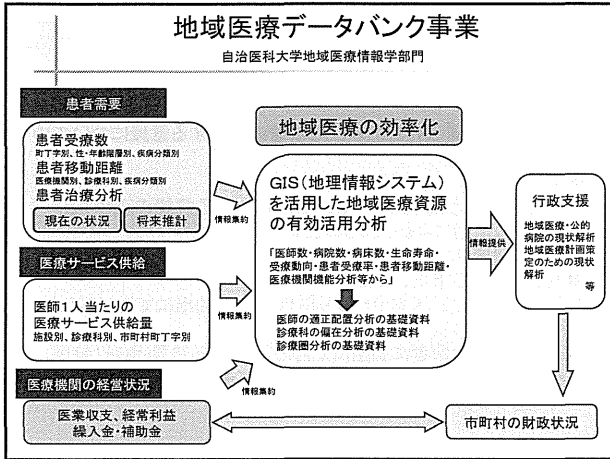 地域医療データバンク事業
自治医科大学地域医療情報学部門
患者需要
患者受療数
町丁字別、性・年齢階層別、疾病分類別
患者移動距離
医療機関別、診療科別、疾病分類別
患者治療分析
現在の状況
将来推計
情報集約
医療サービス供給
医師1人当たりの
医療サービス供給量
施設別、診療科別、市町村町丁字別
情報集約
医療機関の経営状況
医業収支、経常利益
繰入金・補助金
情報集約
地域医療の効率化
GIS(地理情報システム)
を活用した地域医療資源
の有効活用分析
「医師数・病院数・病床数・生命寿命・
受療動向・患者受療率・患者移動距離・
医療機関機能分析等から」
医師の適正配置分析の基礎資料
診療科の偏在分析の基礎資料
診療圏分析の基礎資料
情報提供
行政支援
地域医療・公的
病院の現状解析
地域医療計画策
定のための現状
解析
等
市町村の財政状況